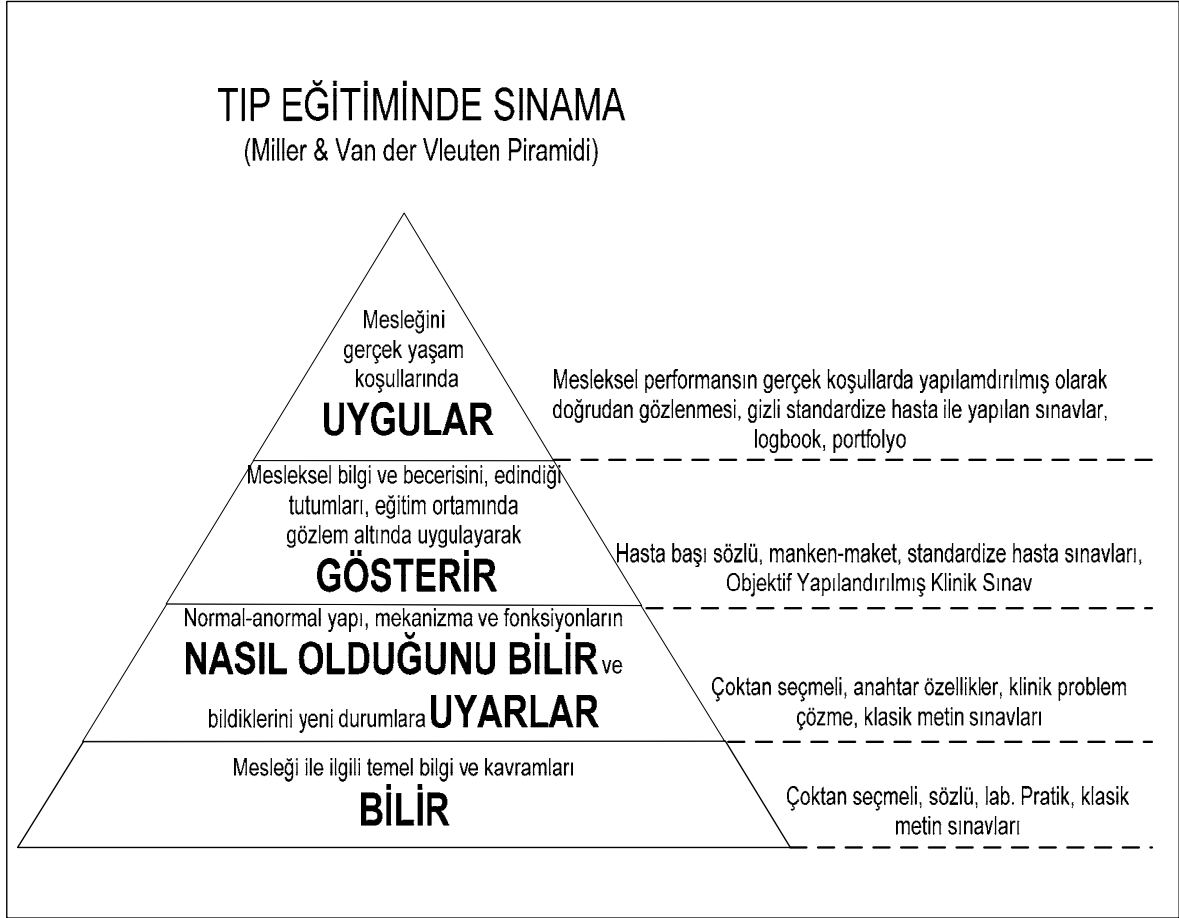 TIP EĞİTİMİNDE SINAMA
(Miller & Van der Vleuten Piramidi)
Mesleğini
gerçek yaşam
koşullarında
UYGULAR
Mesleksel performansın gerçek koşullarda yapılamdırılmış olarak
doğrudan gözlenmesi, gizli standardize hasta ile yapılan sınavlar,
logbook, portfolyo
Mesleksel bilgi ve becerisini, edindiği
tutumları, eğitim ortamında
gözlem altında uygulayarak
GÖSTERİR
Hasta başı sözlü, manken-maket, standardize hasta sınavları,
Objektif Yapılandırılmış Klinik Sınav
Normal-anormal yapı, mekanizma ve fonksiyonların
NASIL OLDUĞUNU BİLİR ve
bildiklerini yeni durumlara UYARLAR
Çoktan seçmeli, anahtar özellikler, klinik problem
çözme, klasik metin sınavları
Mesleği ile ilgili temel bilgi ve kavramları
BİLİR
Çoktan seçmeli, sözlü, lab. Pratik, klasik
metin sınavları